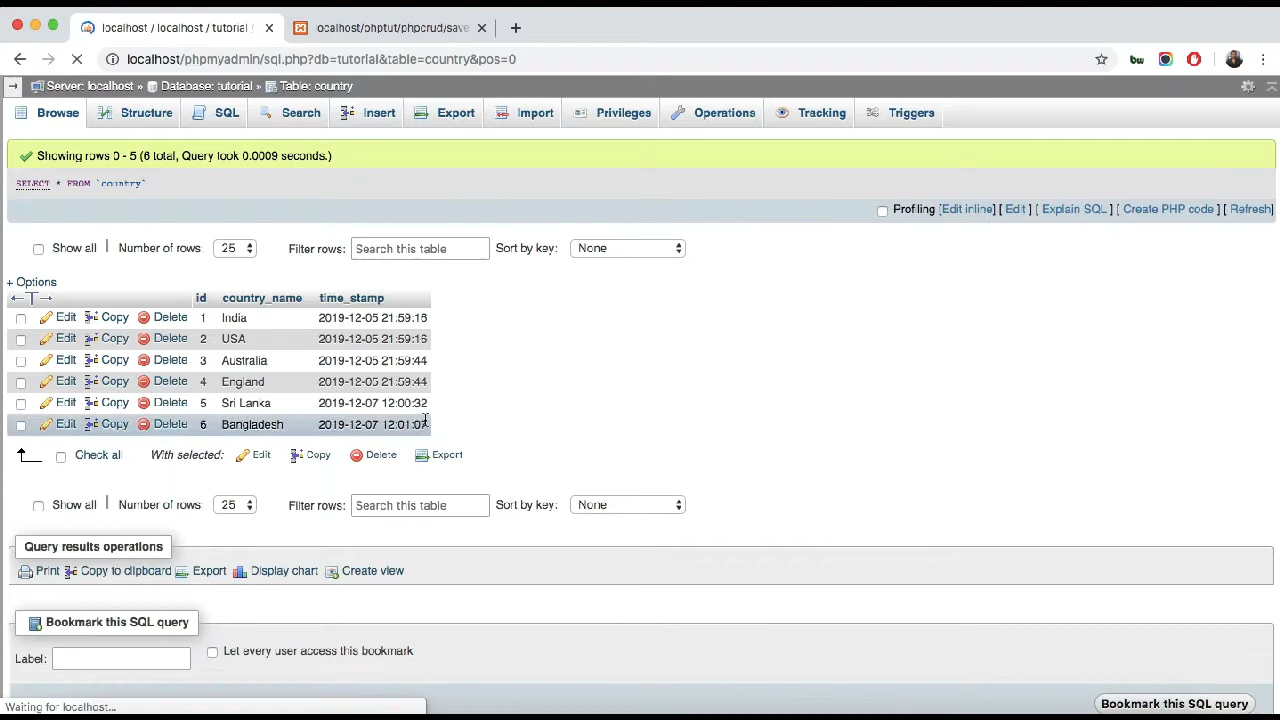 localhost / localhost / tutorial /
localhost/phptut/phpcrud/save
localhost/phpmyadmin/sql.php?db=tutorial&table=country&pos=0
Server: localhost » Database: tutorial » Table: country
Browse Structure SQL Search Insert Export Import Privileges Operations Tracking Triggers
Showing rows 0 - 5 (6 total, Query took 0.0009 seconds.)
SELECT * FROM `country`
Profiling [Edit inline] [ Edit ] [ Explain SQL ] [ Create PHP code ] [ Refresh]
Show all | Number of rows: 25 Filter rows: Search this table Sort by key: None
+ Options
←T→ id country_name time_stamp
Edit Copy Delete 1 India 2019-12-05 21:59:16
Edit Copy Delete 2 USA 2019-12-05 21:59:16
Edit Copy Delete 3 Australia 2019-12-05 21:59:44
Edit Copy Delete 4 England 2019-12-05 21:59:44
Edit Copy Delete 5 Sri Lanka 2019-12-07 12:00:32
Edit Copy Delete 6 Bangladesh 2019-12-07
Check all With selected: Edit Copy Delete Export
Show all | Number of rows: 25 Filter rows: Search this table Sort by key: None
Query results operations
Print Copy to clipboard Export Display chart Create view
Bookmark this SQL query
Label: Let every user access this bookmark
Waiting for localhost...
Bookmark this SQL query